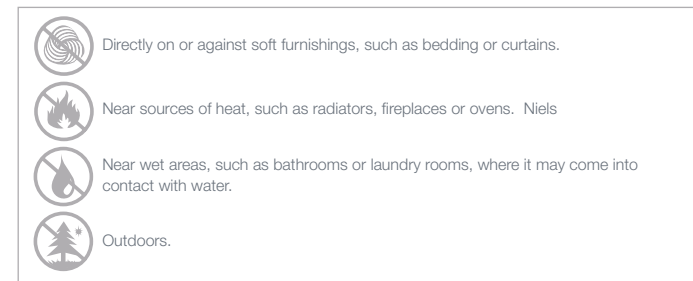 Directly on or against soft furnishings, such as bedding or curtains.
Near sources of heat, such as radiators, fireplaces or ovens.  Niels
Near wet areas, such as bathrooms or laundry rooms, where it may come into
contact with water.
Outdoors.